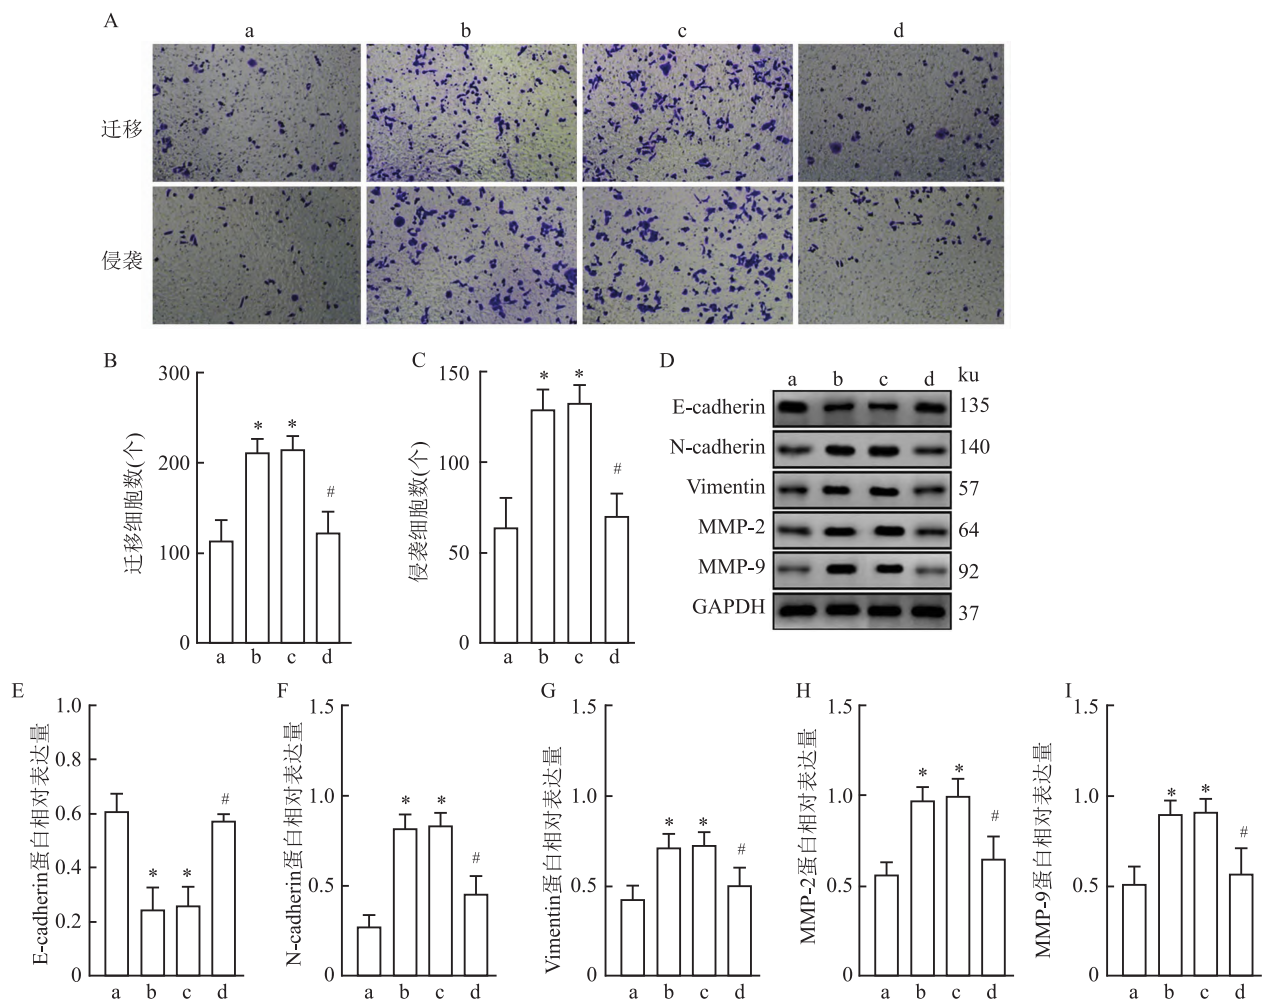 A
a b c d
迁移
侵袭
B
300
200
100
0
迁移细胞数(个)
* * #
a b c d
C
150
100
50
0
侵袭细胞数(个)
* * #
a b c d
D
a b c d ku
E-cadherin 135
N-cadherin 140
Vimentin 57
MMP-2 64
MMP-9 92
GAPDH 37
E
1.0
0.8
0.6
0.4
0.2
0
E-cadherin蛋白相对表达量
* * #
a b c d
F
1.5
1.0
0.5
0
N-cadherin蛋白相对表达量
* * #
a b c d
G
1.5
1.0
0.5
0
Vimentin蛋白相对表达量
* * #
a b c d
H
1.5
1.0
0.5
0
MMP-2蛋白相对表达量
* * #
a b c d
I
1.5
1.0
0.5
0
MMP-9蛋白相对表达量
* * #
a b c d